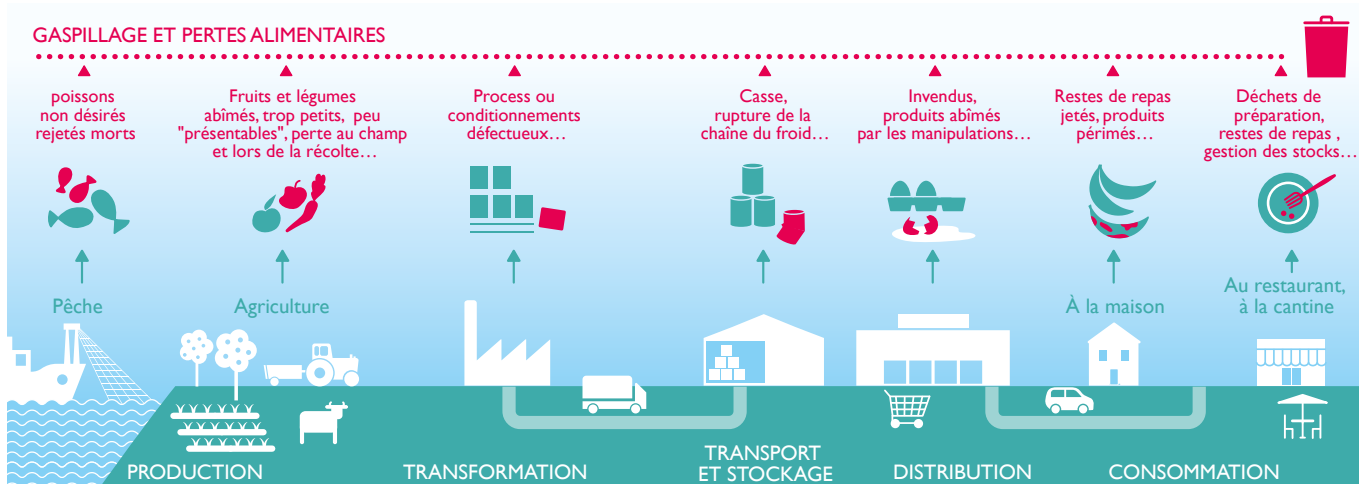 GASPILLAGE ET PERTES ALIMENTAIRES
poissons
non désirés
rejetés morts
Fruits et légumes
abîmés, trop petits, peu
"présentables", perte au champ
et lors de la récolte…
Process ou
conditionnements
défectueux…
Casse,
rupture de la
chaîne du froid…
Invendus,
produits abîmés
par les manipulations…
Restes de repas
jetés, produits
périmés…
Déchets de
préparation,
restes de repas ,
gestion des stocks…
Pêche
Agriculture
À la maison
Au restaurant,
à la cantine
PRODUCTION
TRANSFORMATION
TRANSPORT
ET STOCKAGE
DISTRIBUTION
CONSOMMATION